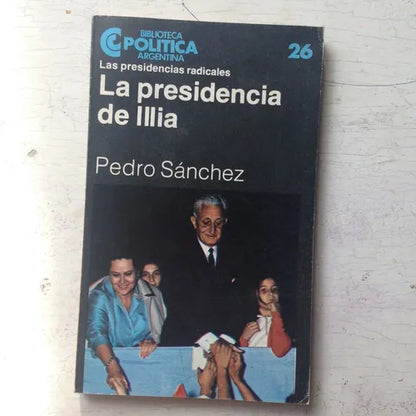 BIBLIOTECA
POLITICA
ARGENTINA
26
Las presidencias radicales
La presidencia
de Illia
Pedro Sánchez